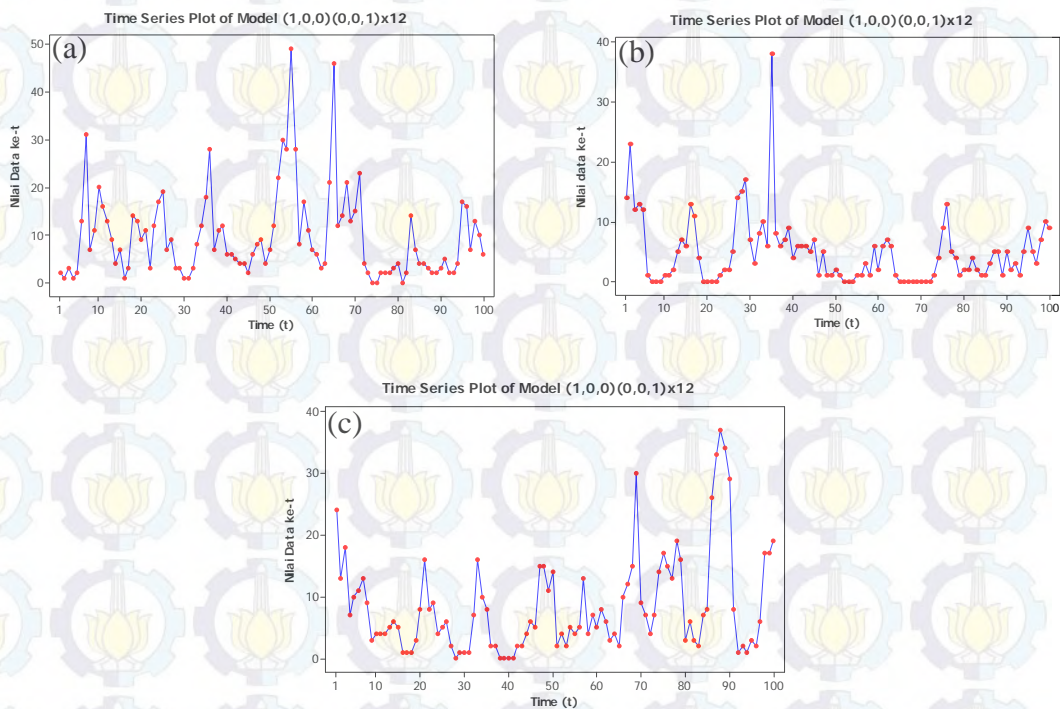 Time Series Plot of Model (1,0,0)(0,0,1)x12
(a)
50
40
30
20
10
0
Nilai Data ke-t
1 10 20 30 40 50 60 70 80 90 100
Time (t)
Time Series Plot of Model (1,0,0)(0,0,1)x12
(b)
40
30
20
10
0
Nilai data ke-t
1 10 20 30 40 50 60 70 80 90 100
Time (t)
Time Series Plot of Model (1,0,0)(0,0,1)x12
(c)
40
30
20
10
0
Nilai Data ke-t
1 10 20 30 40 50 60 70 80 90 100
Time (t)